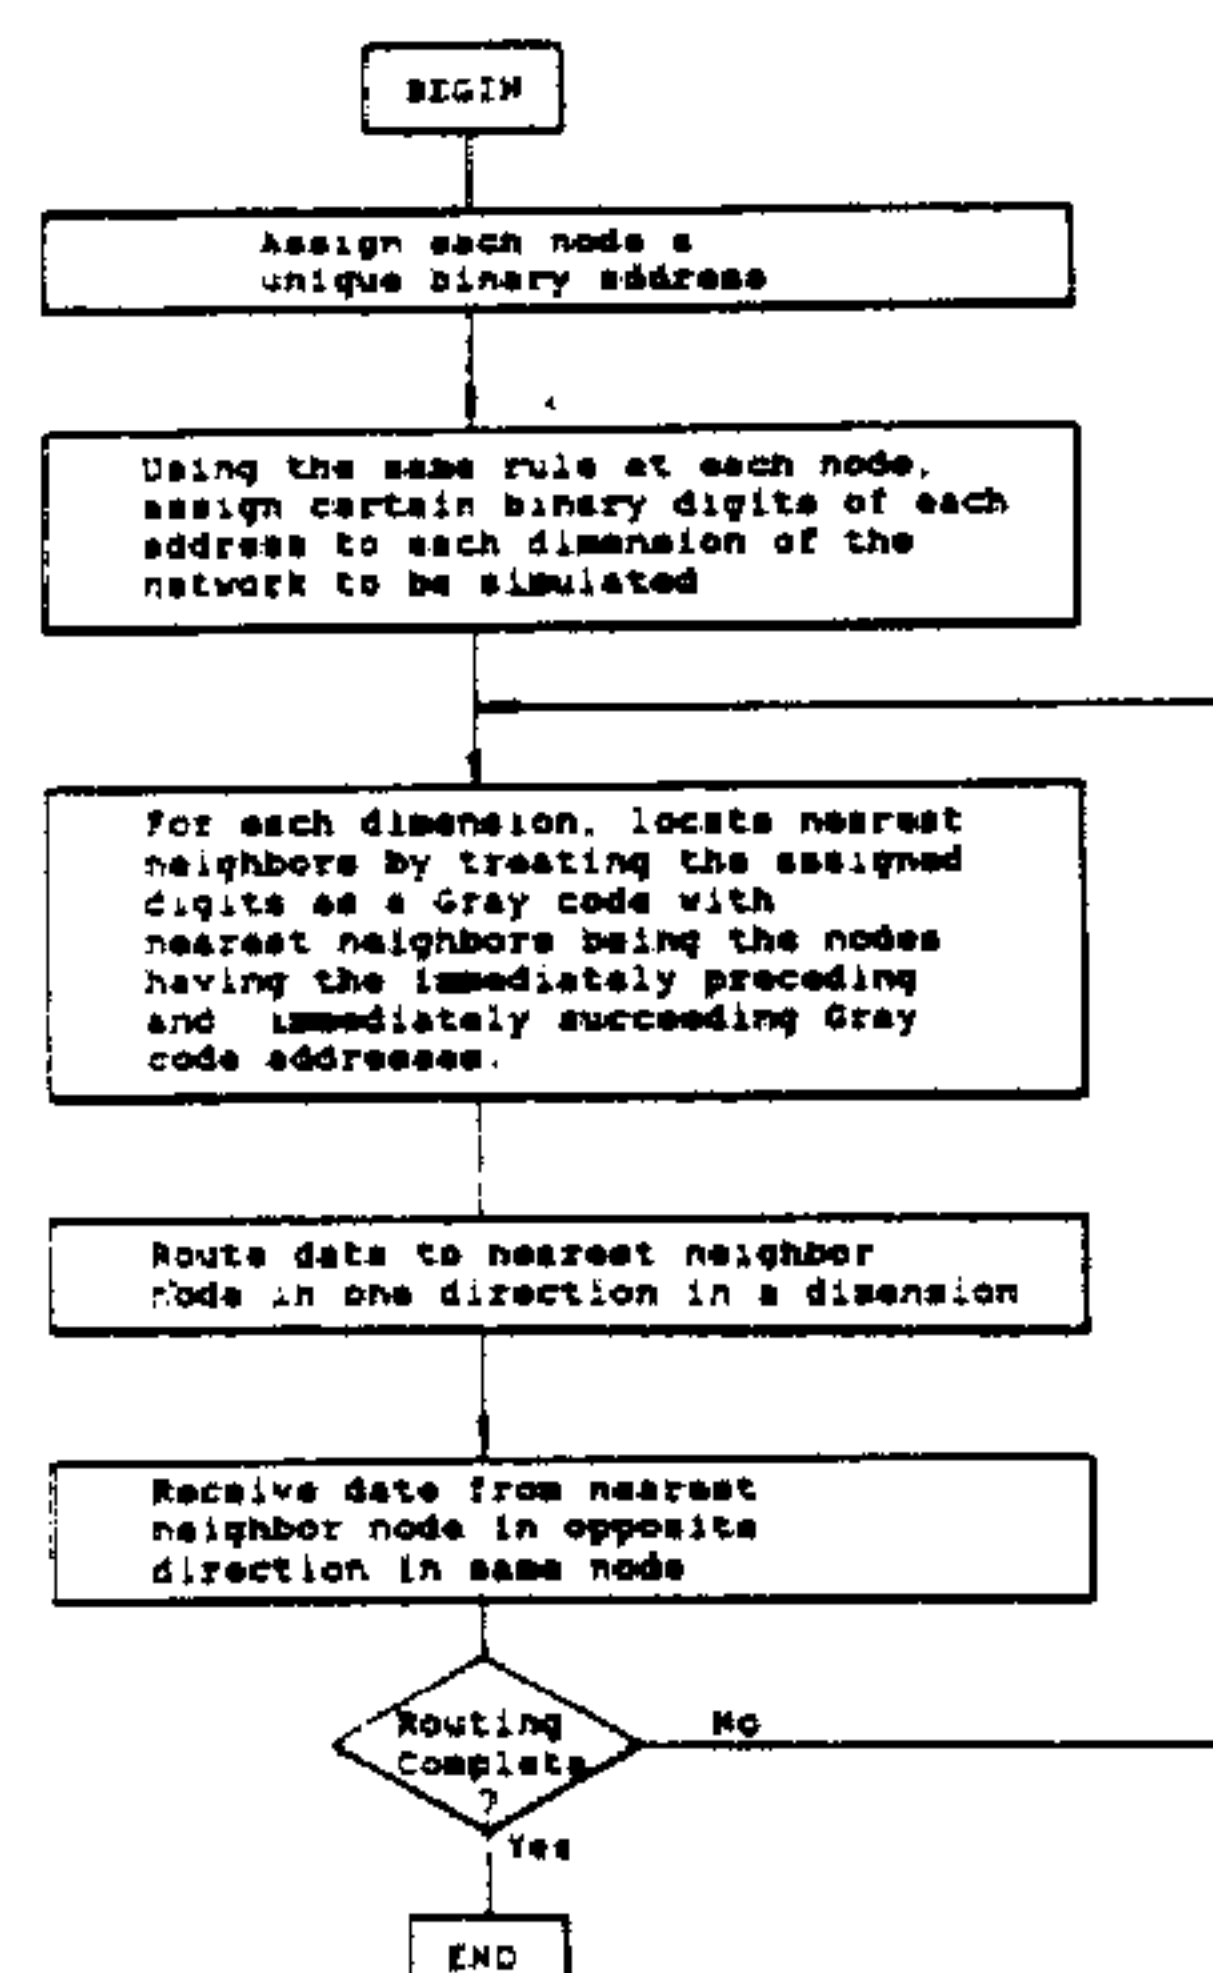 BEGIN
Assign each node a
unique binary address
Using the same rule at each node,
assign certain binary digits of each
address to each dimension of the
network to be simulated
For each dimension, locate nearest
neighbors by treating the assigned
digits as a Gray code with
nearest neighbors being the nodes
having the immediately preceding
and immediately succeeding Gray
code addresses.
Route data to nearest neighbor
node in one direction in a dimension
Receive data from nearest
neighbor node in opposite
direction in same node
Routing
Complete
?
No
Yes
END